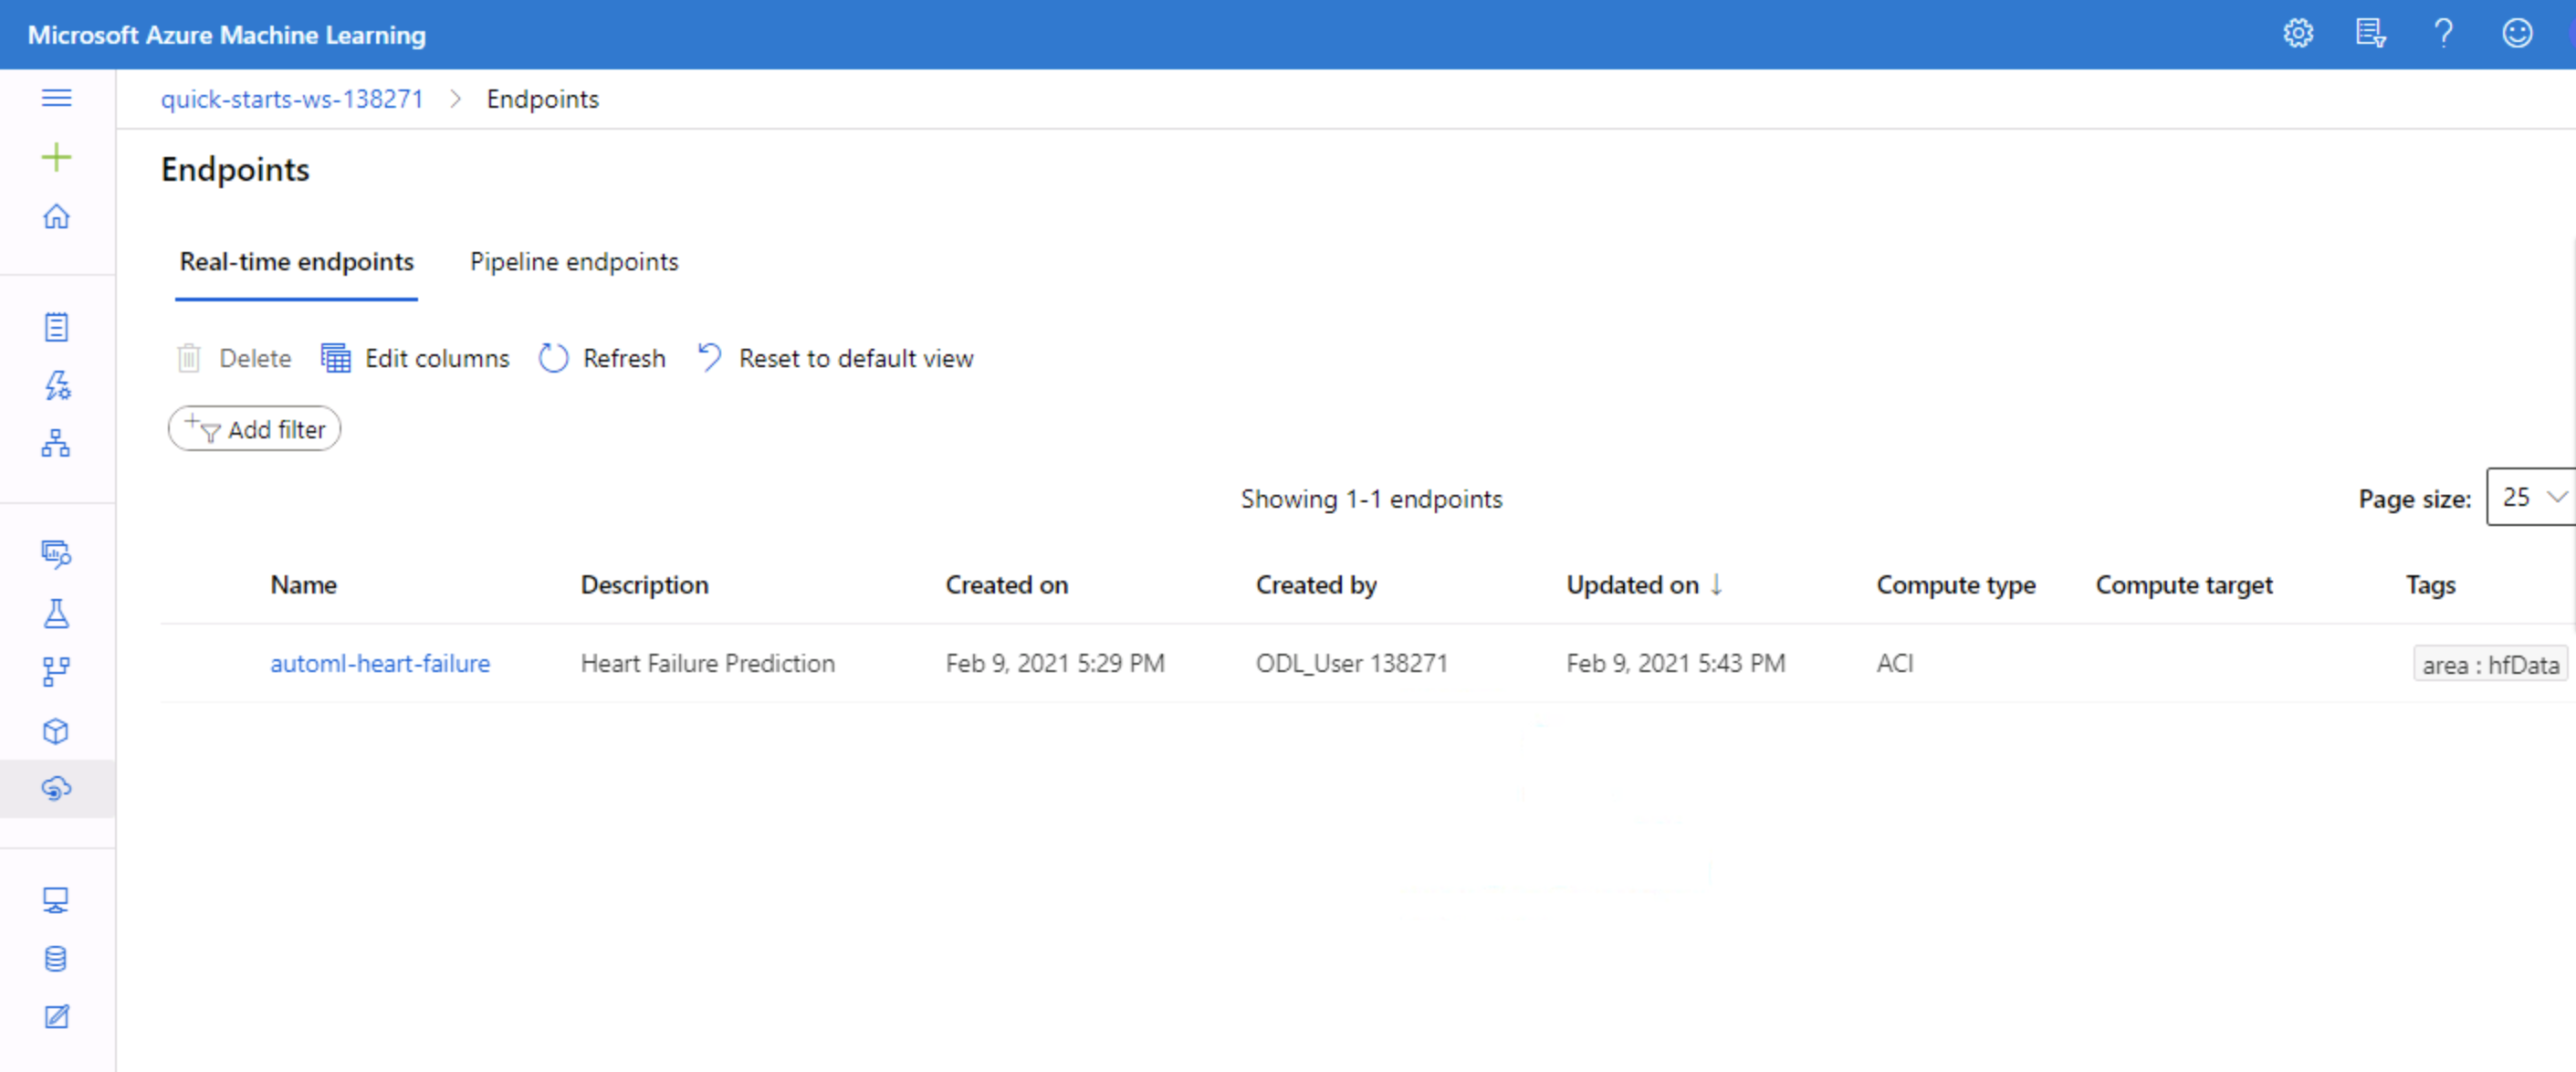 Microsoft Azure Machine Learning
quick-starts-ws-138271 > Endpoints
Endpoints
Real-time endpoints Pipeline endpoints
Delete Edit columns Refresh Reset to default view
Add filter
Showing 1-1 endpoints Page size: 25
Name Description Created on Created by Updated on ↓ Compute type Compute target Tags
automl-heart-failure Heart Failure Prediction Feb 9, 2021 5:29 PM ODL_User 138271 Feb 9, 2021 5:43 PM ACI area : hfData